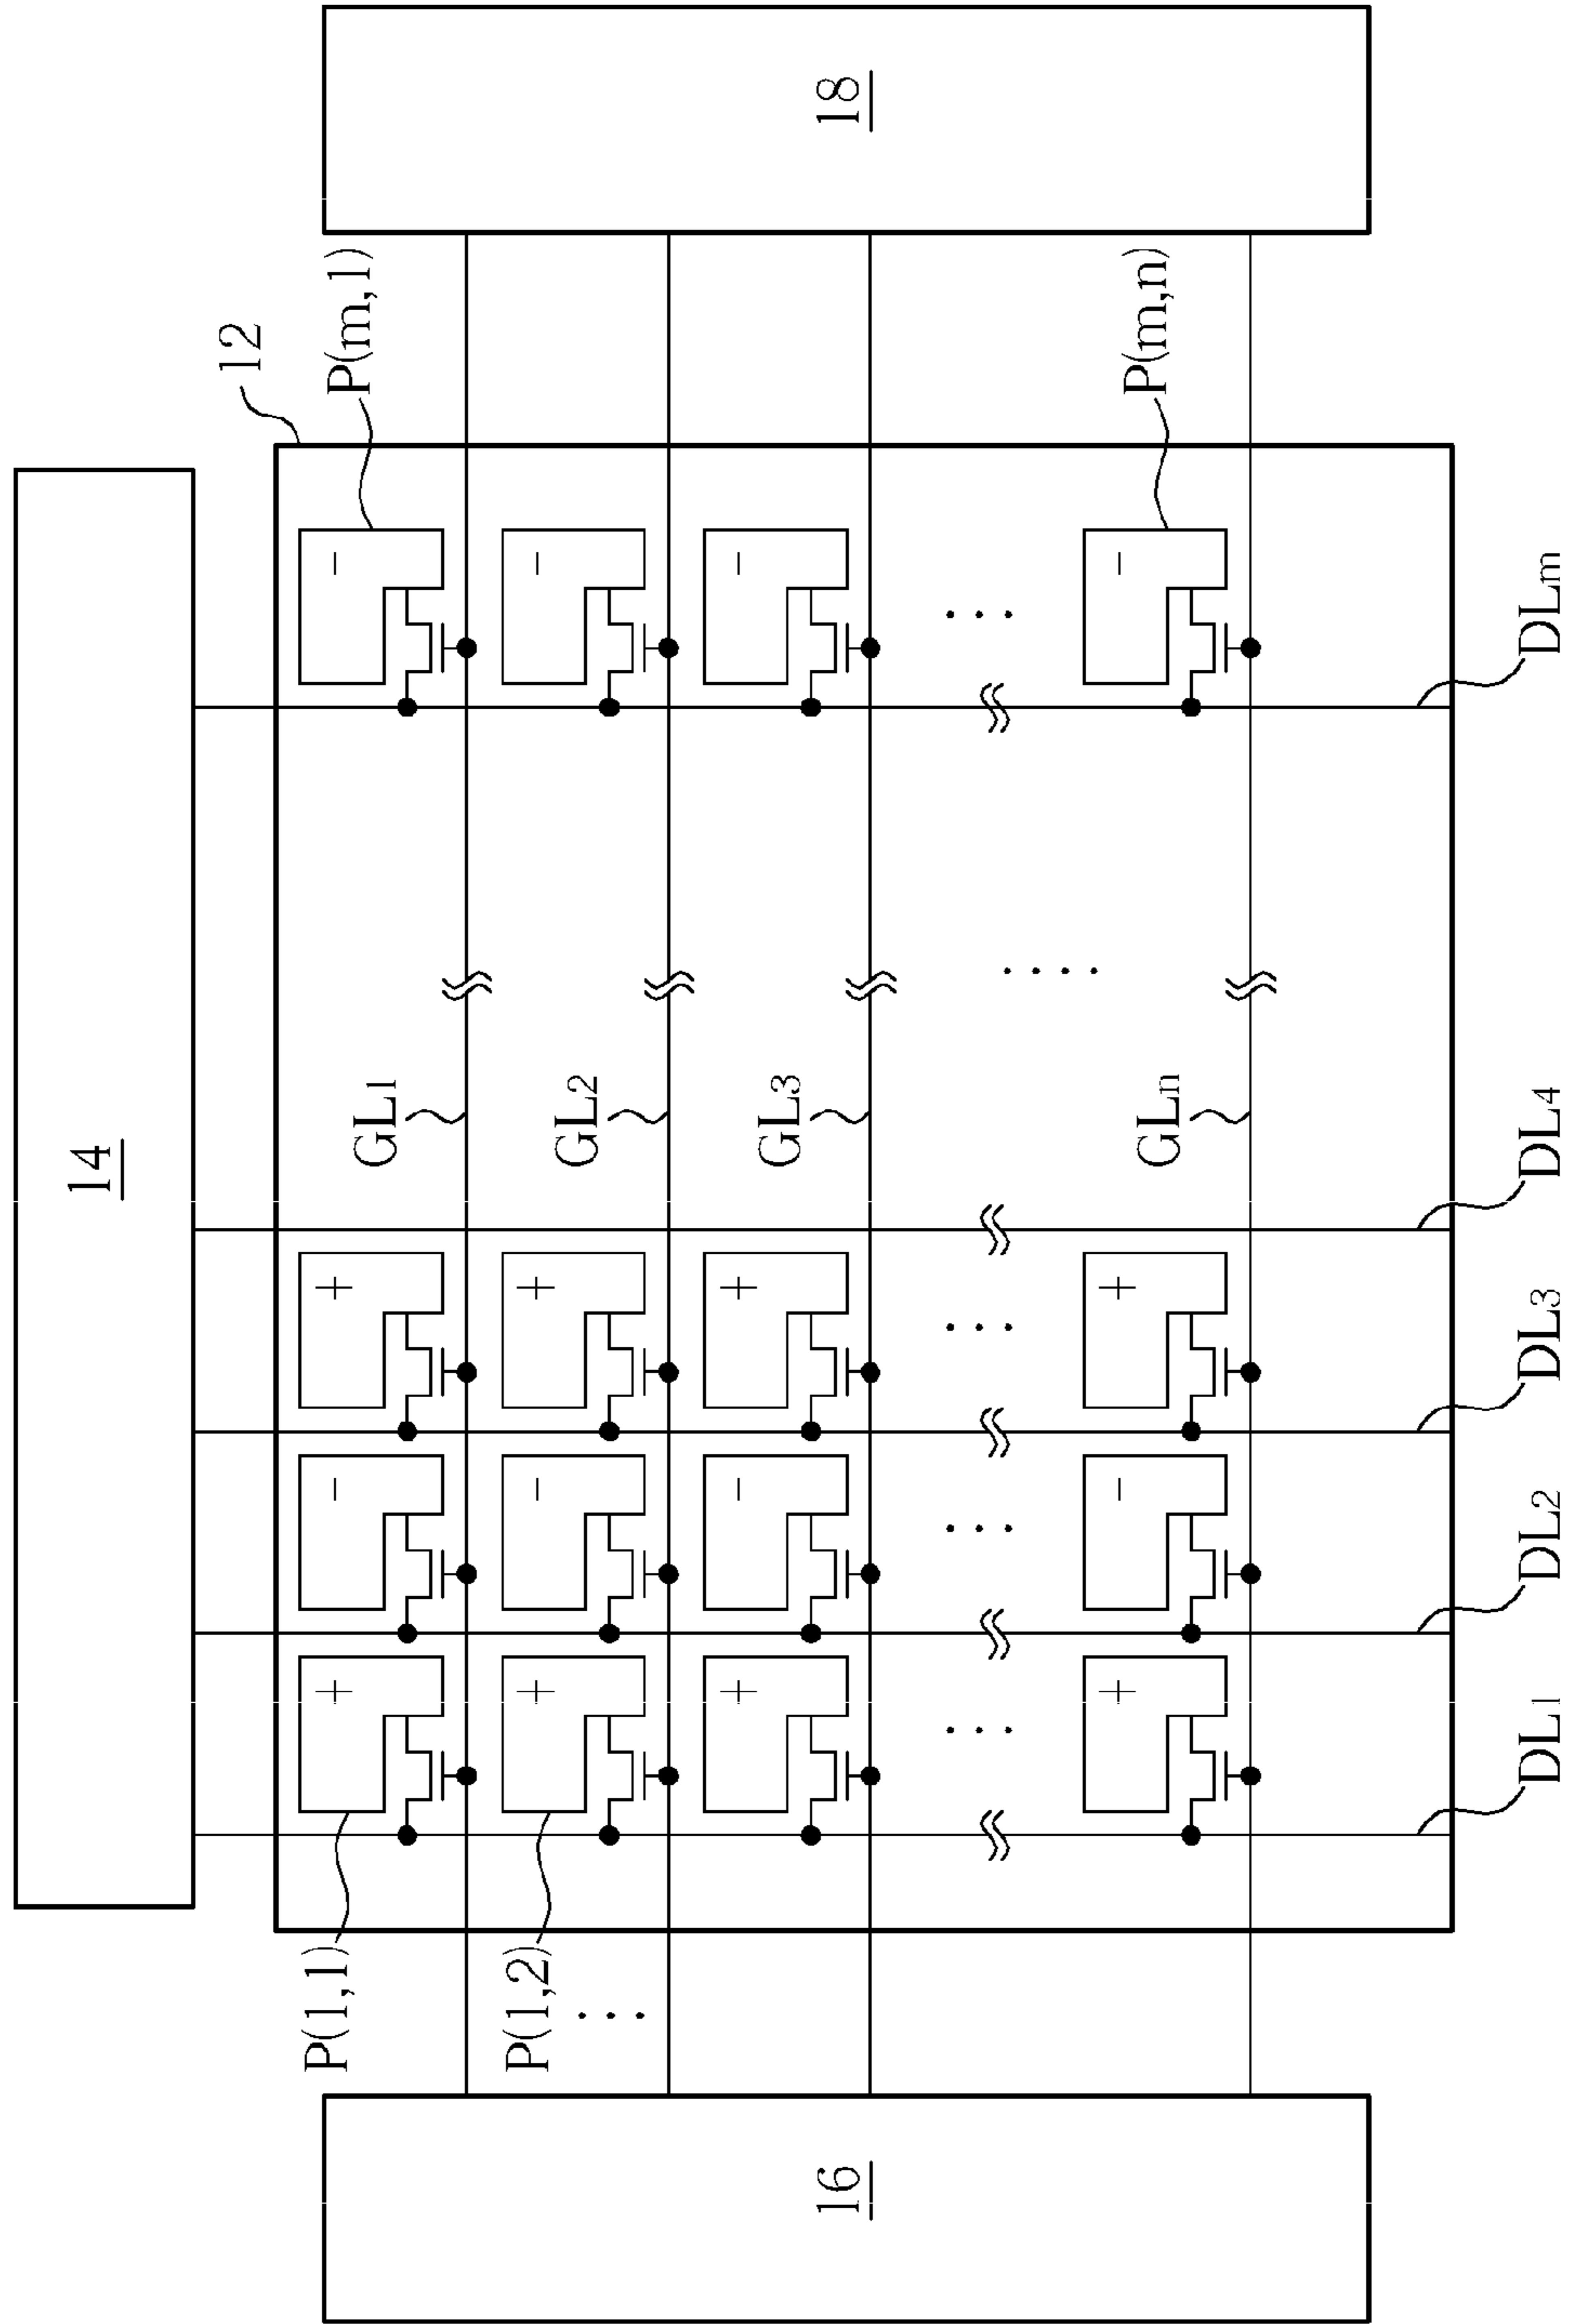 14
12
P(1,1)
P(m,1)
GL1
P(1,2)
GL2
16
18
GL3
P(m,n)
GLn
DL1
DL2
DL3
DL4
DLm